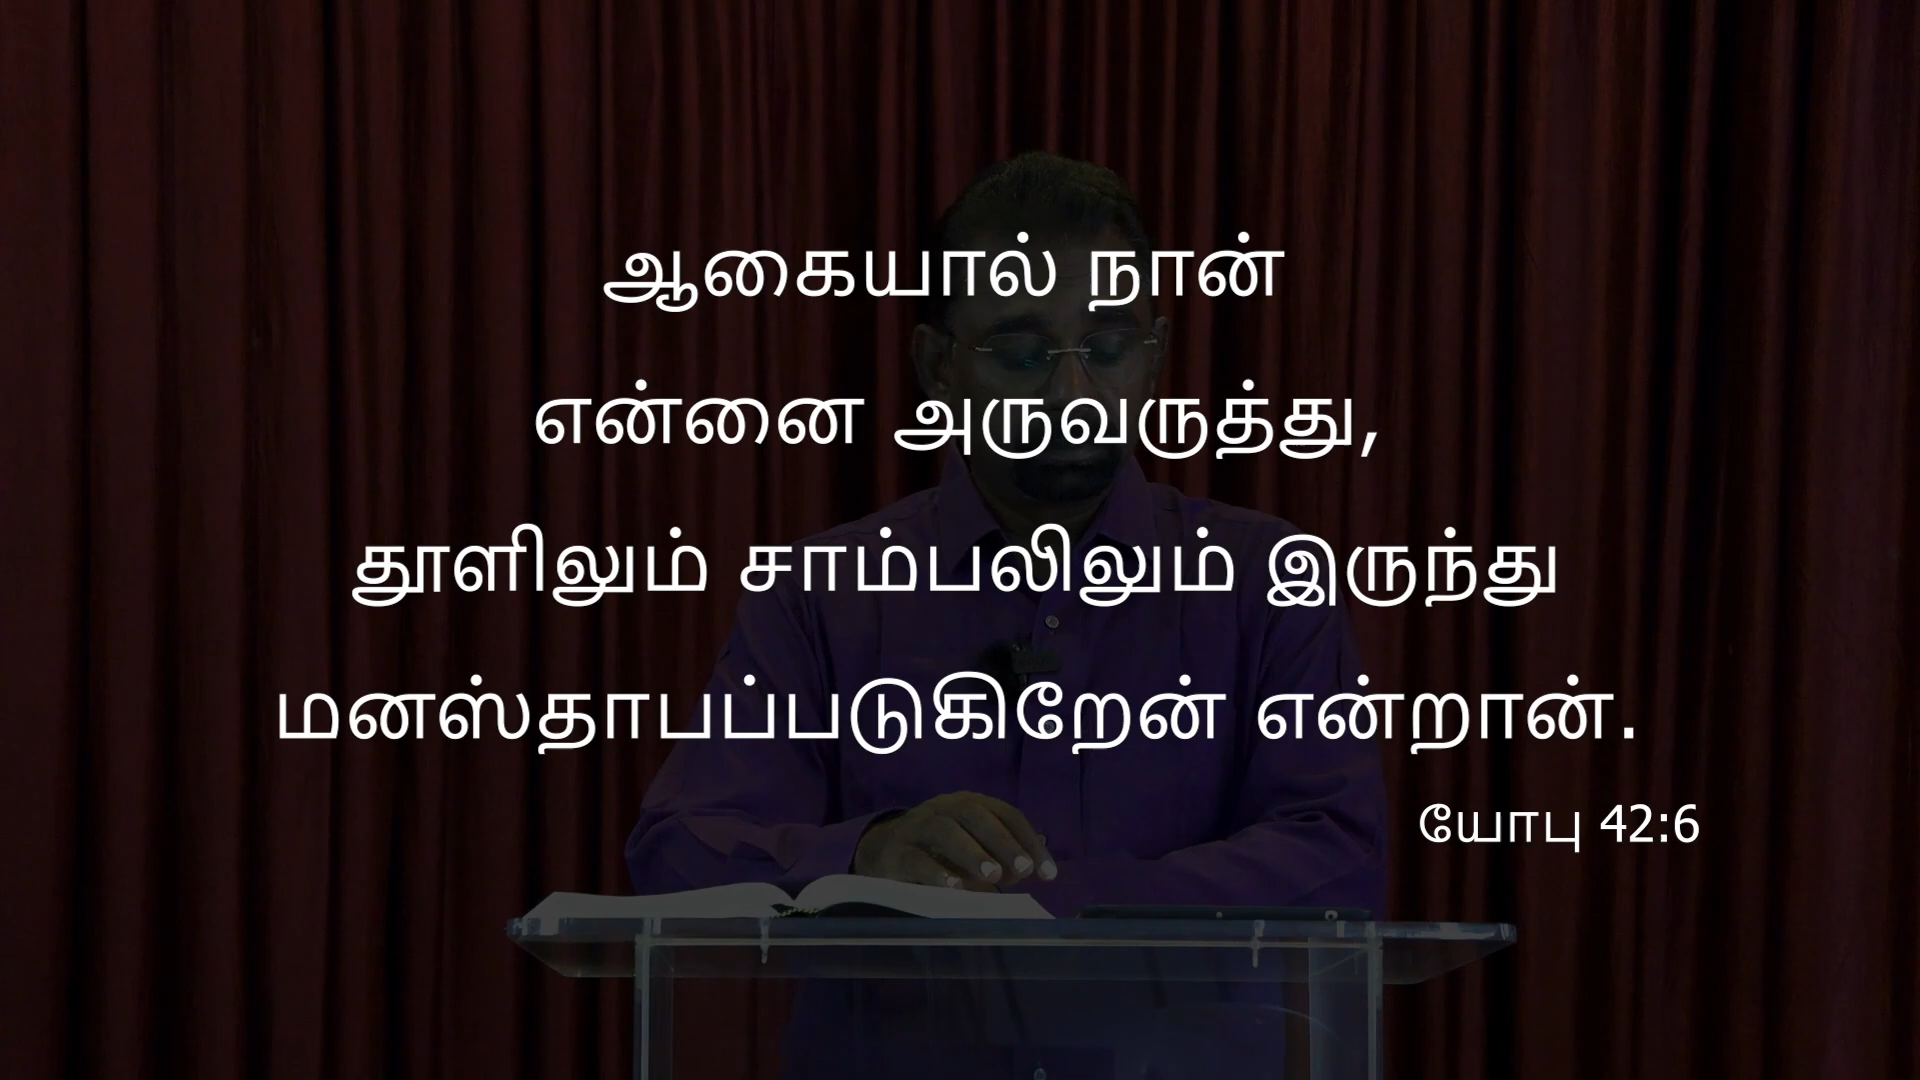 ஆகையால் நான்
என்னை அருவருத்து,
தூளிலும் சாம்பலிலும் இருந்து
மனஸ்தாபப்படுகிறேன் என்றான்.
யோபு 42:6